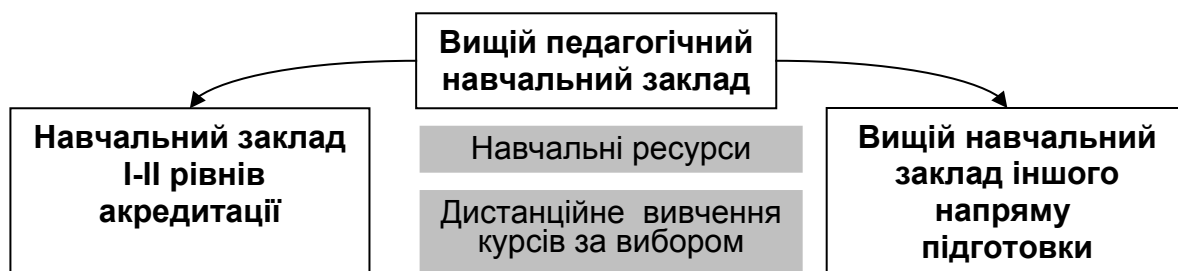 Вищій педагогічний
навчальний заклад
Навчальний заклад
І-ІІ рівнів
акредитації
Навчальні ресурси
Дистанційне вивчення
курсів за вибором
Вищій навчальний
заклад іншого
напряму
підготовки